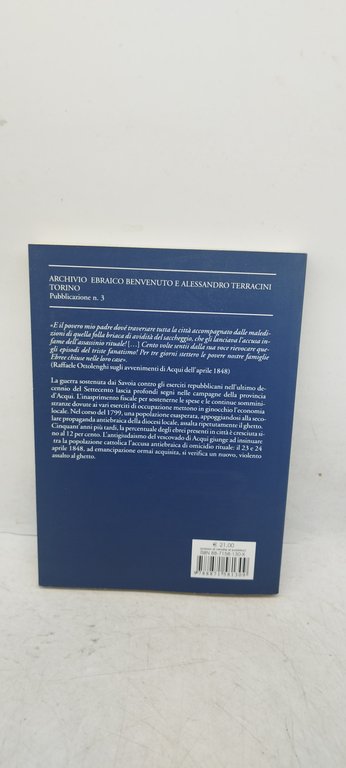 ARCHIVIO EBRAICO BENVENUTO E ALESSANDRO TERRACINI
TORINO
Pubblicazione n. 3
«E il povero mio padre dové traversare tutta la città accompagnato dalle maledi-
zioni di quella folla briaca di avidità del saccheggio, che gli lanciava l'accusa in-
fame dell'assassinio rituale! [...] Cento volte sentii dalla sua voce rievocare que-
gli episodi del triste fanatismo! Per tre giorni stettero le povere nostre famiglie
Ebree chiuse nelle loro case»
(Raffaele Ottolenghi sugli avvenimenti di Acqui dell'aprile 1848)
La guerra sostenuta dai Savoia contro gli eserciti repubblicani nell'ultimo de-
cennio del Settecento lascia profondi segni nelle campagne della provincia
d'Acqui. L'inasprimento fiscale per sostenerne le spese e le continue sommini-
stranze dovute ai vari eserciti di occupazione mettono in ginocchio l'economia
locale. Nel corso del 1799, una popolazione esasperata, appoggiandosi alla seco-
lare propaganda antiebraica della diocesi locale, assalta ripetutamente il ghetto.
Cinquant'anni più tardi, la percentuale degli ebrei presenti in città è cresciuta si-
no al 12 per cento. L'antigiudaismo del vescovado di Acqui giunge ad insinuare
tra la popolazione cattolica l'accusa antiebraica di omicidio rituale: il 23 e 24
aprile 1848, ad emancipazione ormai acquisita, si verifica un nuovo, violento
assalto al ghetto.
€ 21,00
ISBN 88-7158-130-X
9788871581309